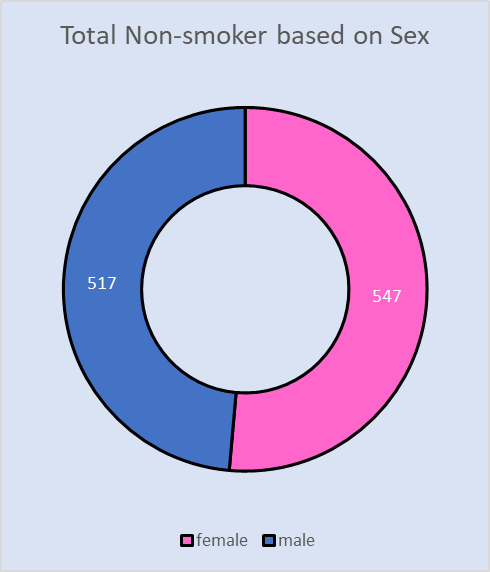 Total Non-smoker based on Sex
517
547
female male